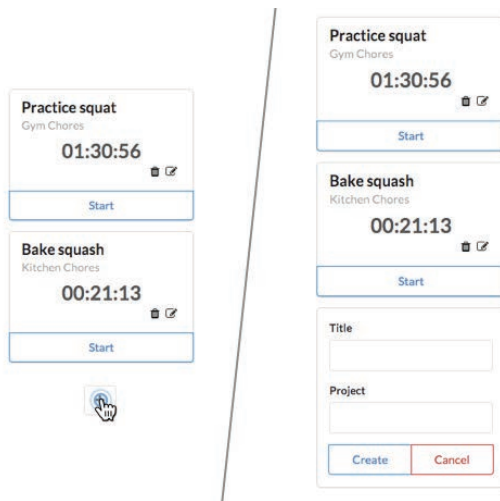 Practice squat
Gym Chores
01:30:56
Start
Bake squash
Kitchen Chores
00:21:13
Start
Practice squat
Gym Chores
01:30:56
Start
Bake squash
Kitchen Chores
00:21:13
Start
Title
Project
Create Cancel